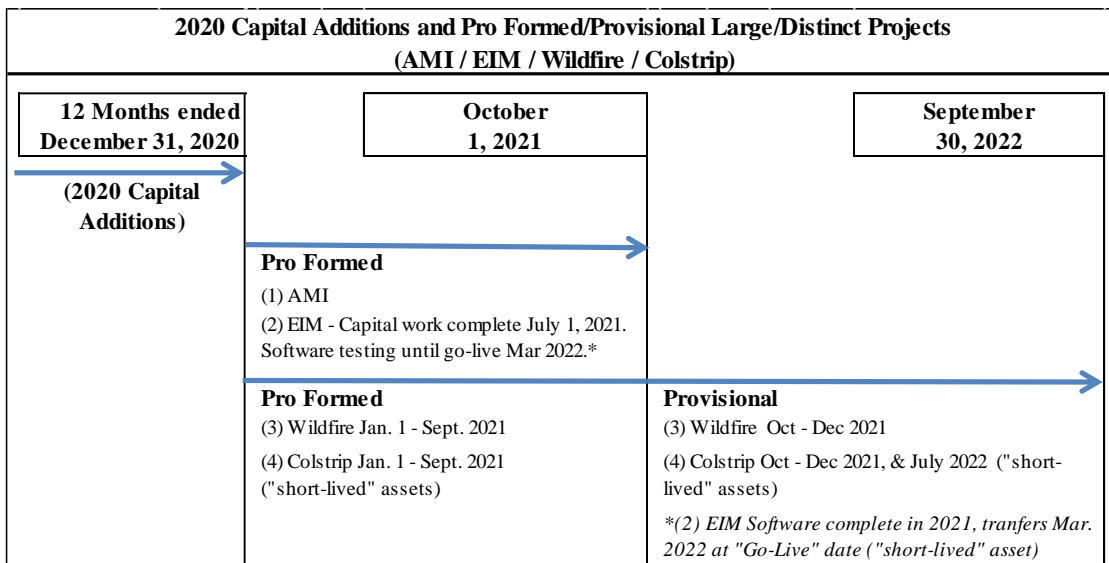 2020 Capital Additions and Pro Formed/Provisional Large/Distinct Projects
(AMI / EIM / Wildfire / Colstrip)
12 Months ended
December 31, 2020
October
1, 2021
September
30, 2022
(2020 Capital
Additions)
Pro Formed
(1) AMI
(2) EIM - Capital work complete July 1, 2021.
Software testing until go-live Mar 2022.*
Pro Formed
(3) Wildfire Jan. 1 - Sept. 2021
(4) Colstrip Jan. 1 - Sept. 2021
("short-lived" assets)
Provisional
(3) Wildfire Oct - Dec 2021
(4) Colstrip Oct - Dec 2021, & July 2022 ("short-
lived" assets)
*(2) EIM Software complete in 2021, tranfers Mar.
2022 at "Go-Live" date ("short-lived" asset)